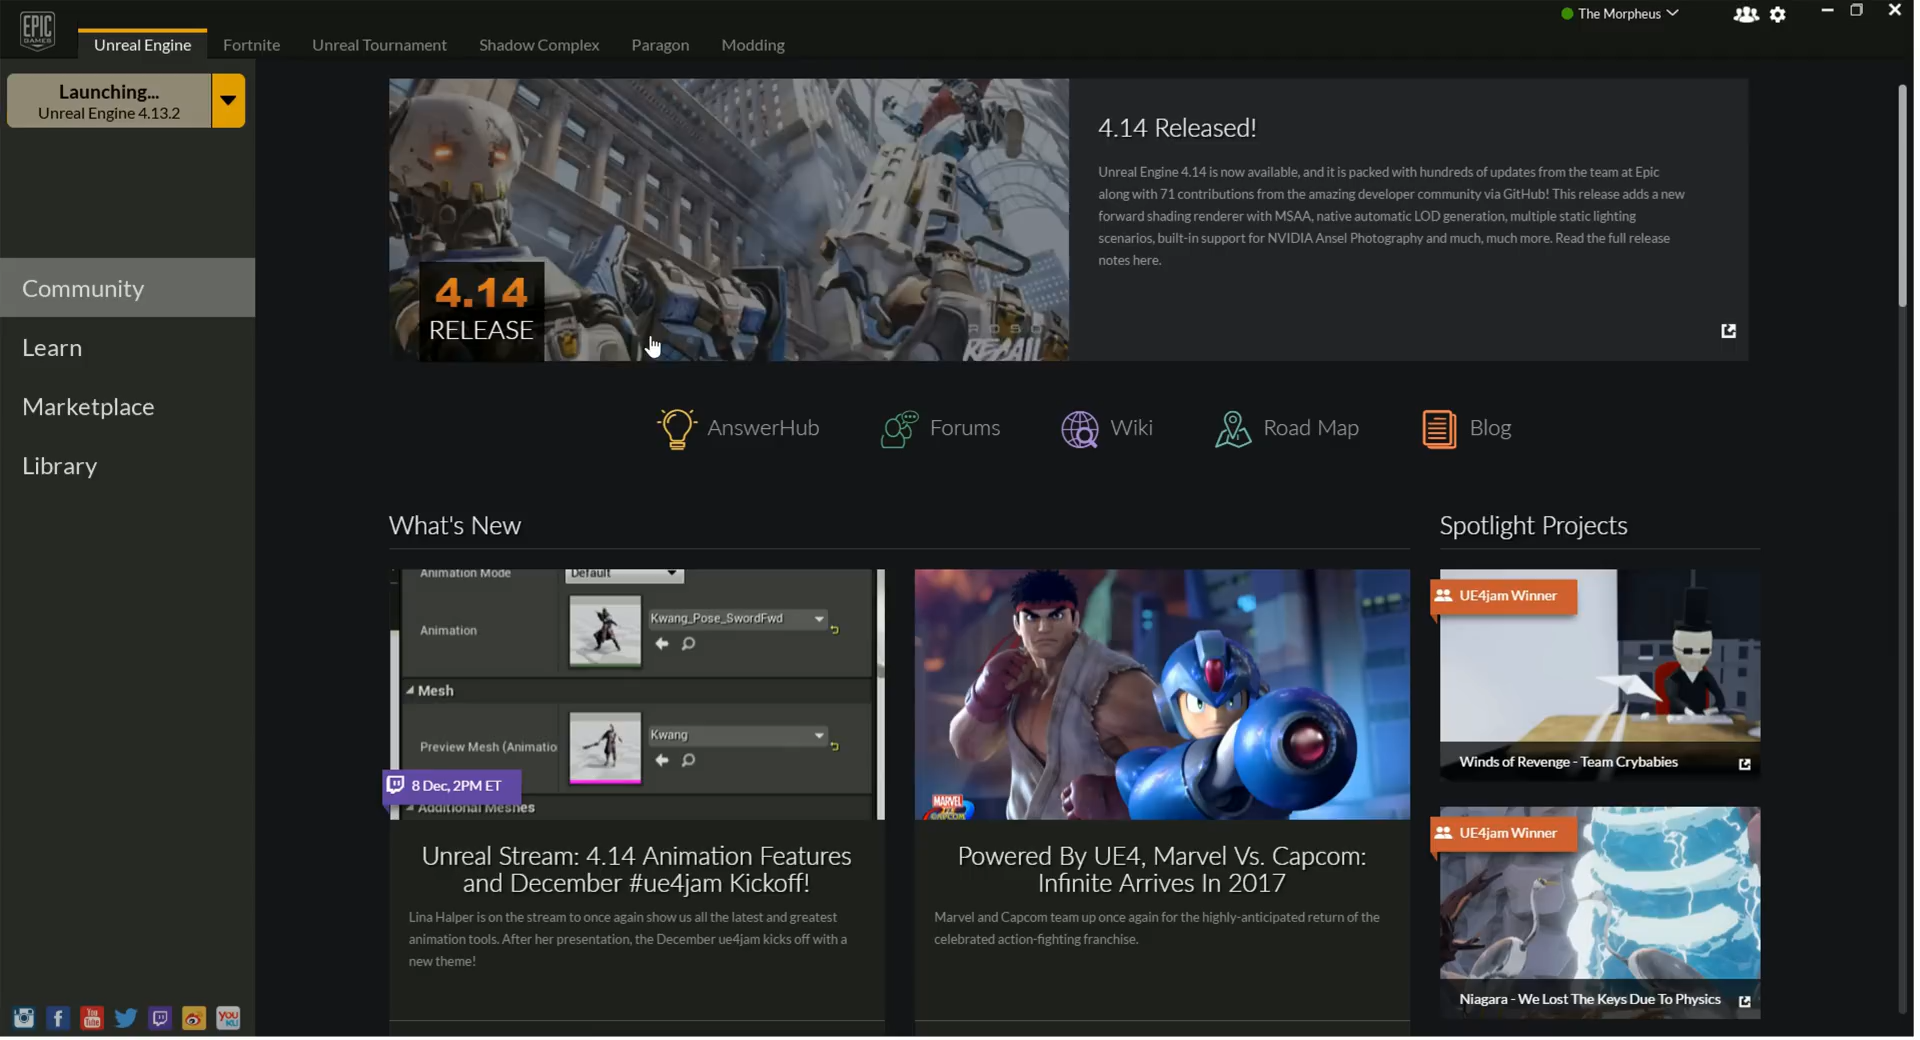 EPIC
GAMES
Unreal Engine
Fortnite
Unreal Tournament
Shadow Complex
Paragon
Modding
The Morpheus
Launching...
Unreal Engine 4.13.2
Community
Learn
Marketplace
Library
4.14
RELEASE
ROBO
RECALL
4.14 Released!
Unreal Engine 4.14 is now available, and it is packed with hundreds of updates from the team at Epic
along with 71 contributions from the amazing developer community via GitHub! This release adds a new
forward shading renderer with MSAA, native automatic LOD generation, multiple static lighting
scenarios, built-in support for NVIDIA Ansel Photography and much, much more. Read the full release
notes here.
AnswerHub
Forums
Wiki
Road Map
Blog
What's New
Animation Mode
Default
Animation
Kwang_Pose_SwordFwd
Mesh
Preview Mesh (Animatio
Kwang
8 Dec, 2PM ET
Additional Meshes
Unreal Stream: 4.14 Animation Features
and December #ue4jam Kickoff!
Lina Halper is on the stream to once again show us all the latest and greatest
animation tools. After her presentation, the December ue4jam kicks off with a
new theme!
MARVEL
CAPCOM
Powered By UE4, Marvel Vs. Capcom:
Infinite Arrives In 2017
Marvel and Capcom team up once again for the highly-anticipated return of the
celebrated action-fighting franchise.
Spotlight Projects
UE4jam Winner
Winds of Revenge - Team Crybabies
UE4jam Winner
Niagara - We Lost The Keys Due To Physics
You
Tube
YOU
KU